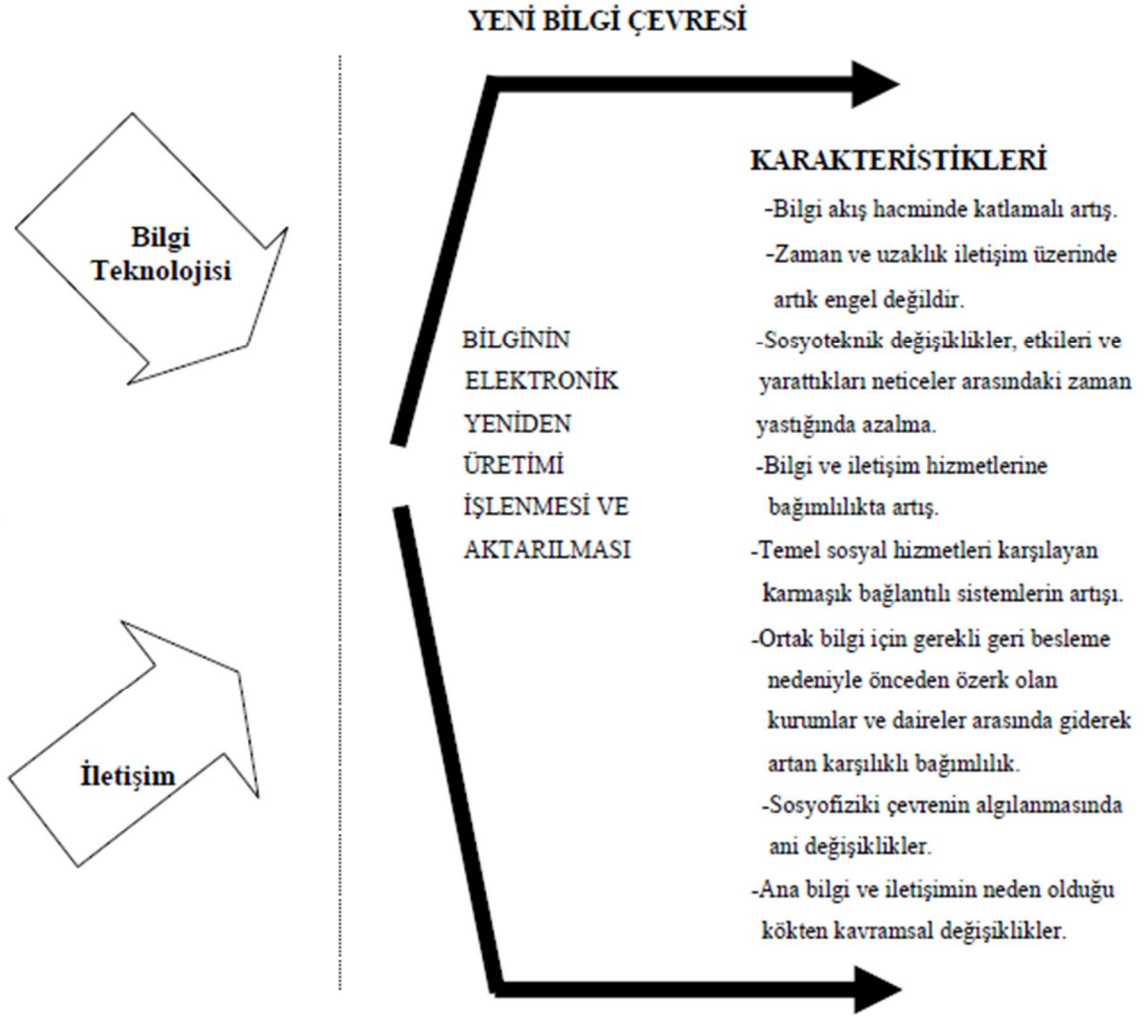 YENİ BİLGİ ÇEVRESİ
Bilgi
Teknolojisi
İletişim
BİLGİNİN
ELEKTRONİK
YENİDEN
ÜRETİMİ
İŞLENMESİ VE
AKTARILMASI
KARAKTERİSTİKLERİ
-Bilgi akış hacminde katlamalı artış.
-Zaman ve uzaklık iletişim üzerinde
artık engel değildir.
-Sosyoteknik değişiklikler, etkileri ve
yarattıkları neticeler arasındaki zaman
yastığında azalma.
-Bilgi ve iletişim hizmetlerine
bağımlılıkta artış.
-Temel sosyal hizmetleri karşılayan
karmaşık bağlantılı sistemlerin artışı.
-Ortak bilgi için gerekli geri besleme
nedeniyle önceden özerk olan
kurumlar ve daireler arasında giderek
artan karşılıklı bağımlılık.
-Sosyofiziki çevrenin algılanmasında
ani değişiklikler.
-Ana bilgi ve iletişimin neden olduğu
kökten kavramsal değişiklikler.